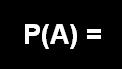 P(A) =